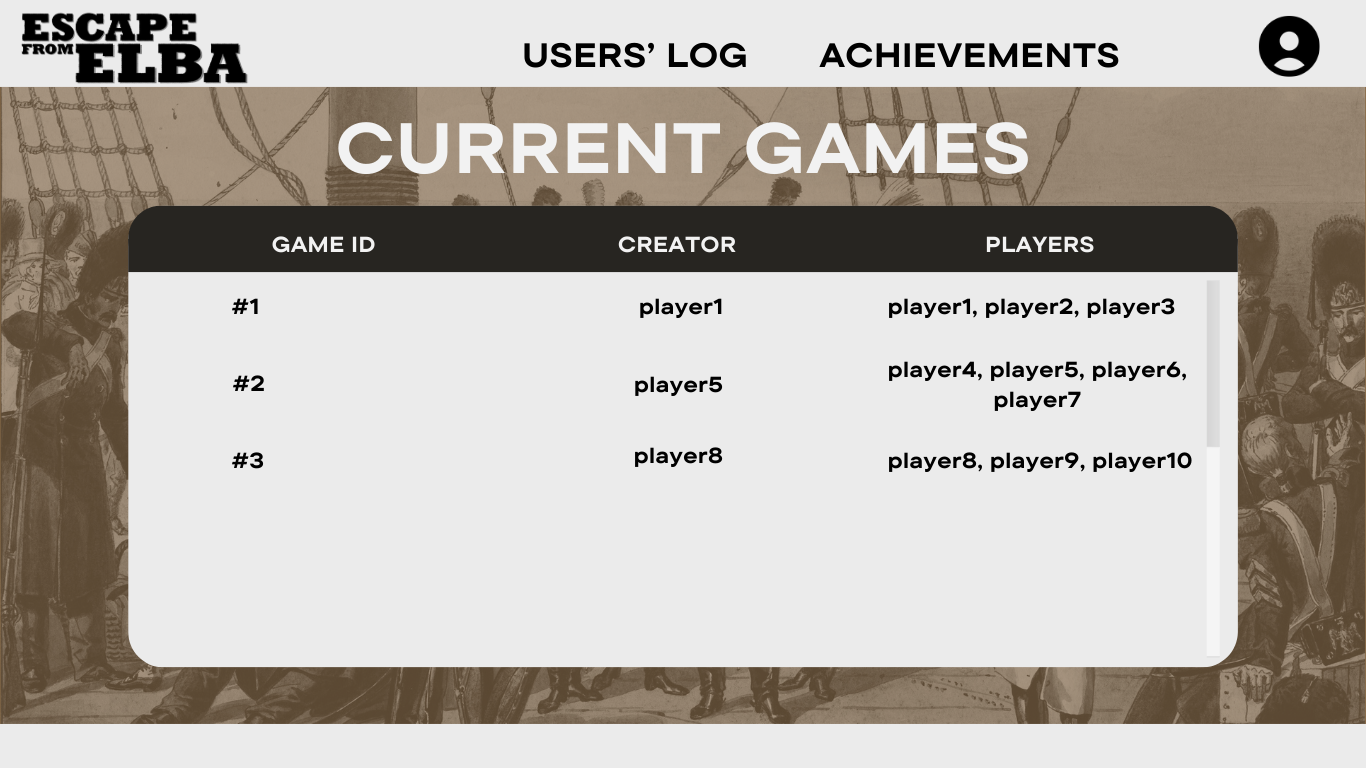 ESCAPE
FROM ELBA
USERS’ LOG
ACHIEVEMENTS
CURRENT GAMES
GAME ID
CREATOR
PLAYERS
#1
player1
player1, player2, player3
#2
player5
player4, player5, player6,
player7
#3
player8
player8, player9, player10